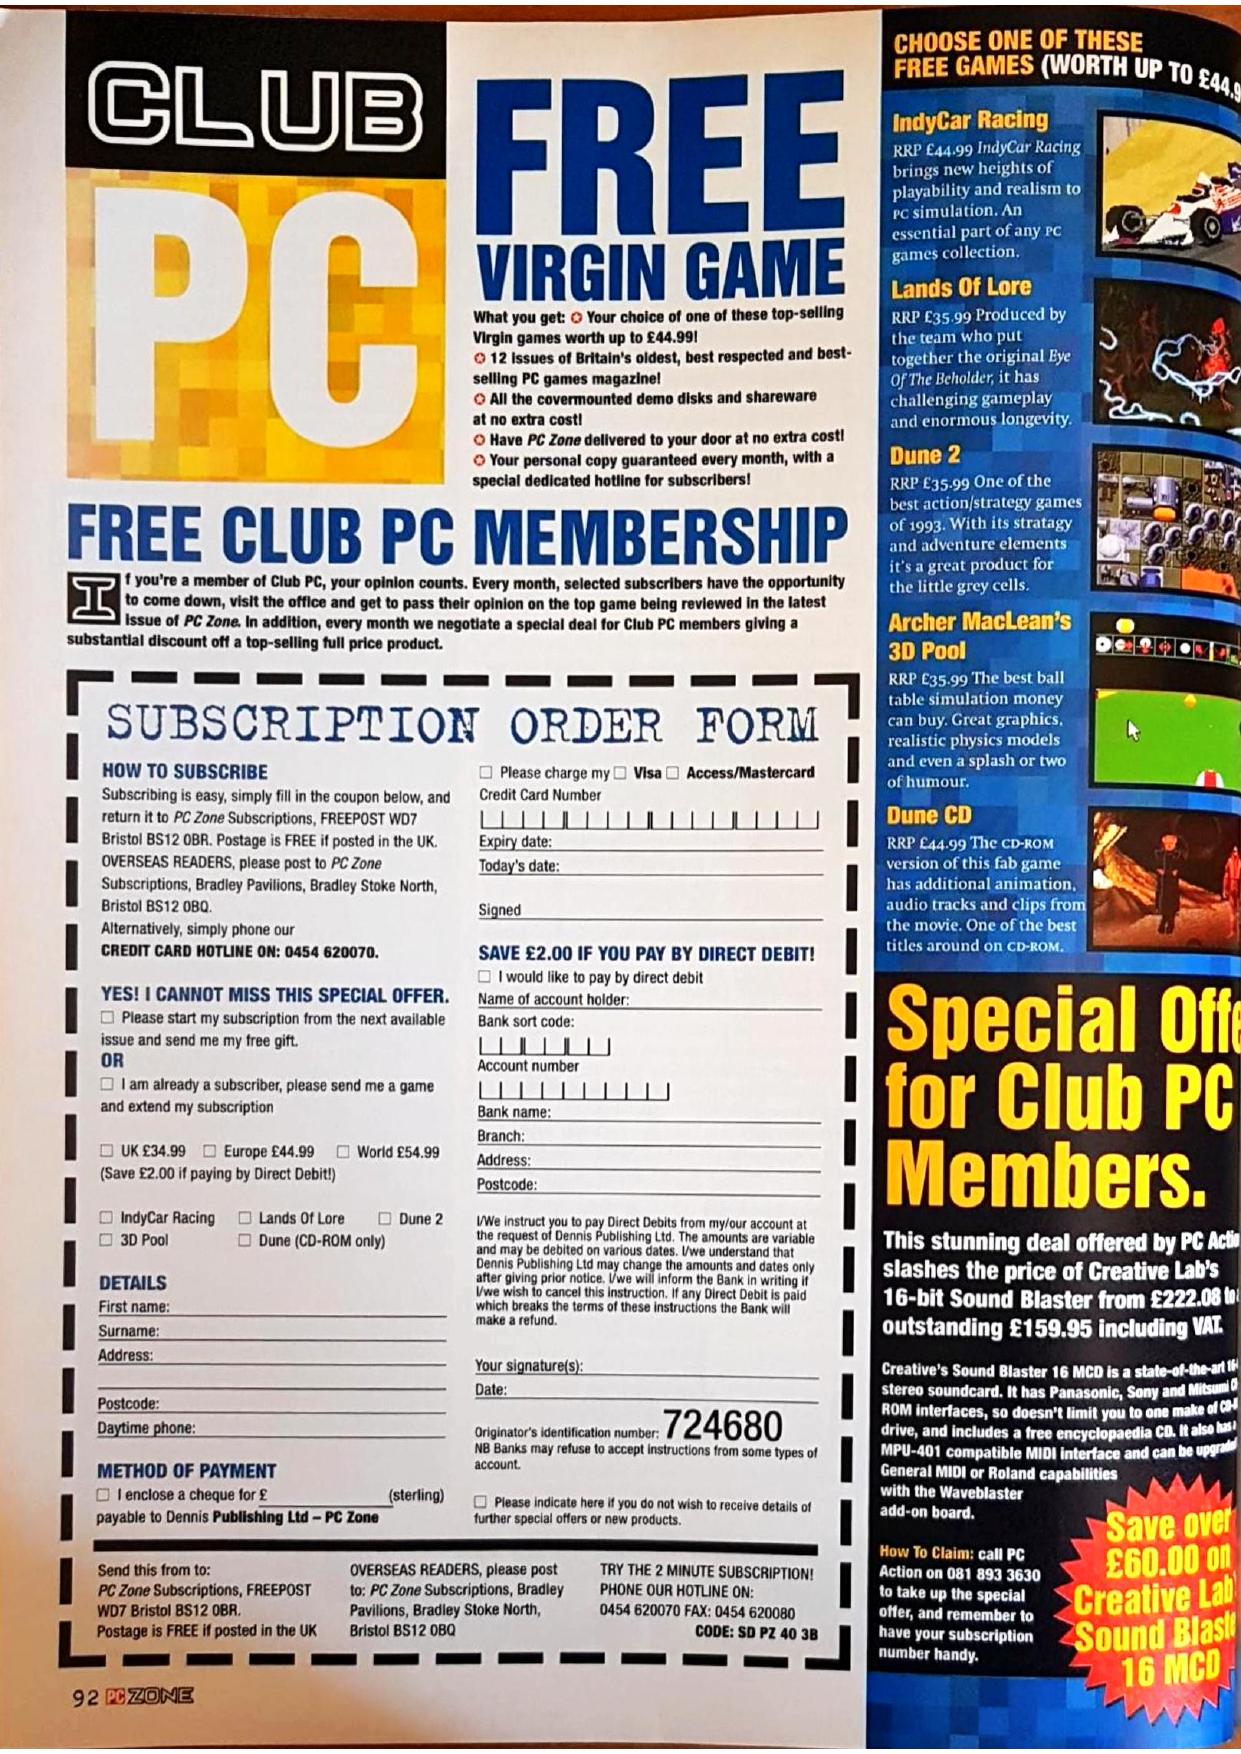 CLUB
PC
FREE
VIRGIN GAME
What you get: ✪ Your choice of one of these top-selling
Virgin games worth up to £44.99!
✪ 12 issues of Britain's oldest, best respected and best-
selling PC games magazine!
✪ All the covermounted demo disks and shareware
at no extra cost!
✪ Have PC Zone delivered to your door at no extra cost!
✪ Your personal copy guaranteed every month, with a
special dedicated hotline for subscribers!
FREE CLUB PC MEMBERSHIP
If you're a member of Club PC, your opinion counts. Every month, selected subscribers have the opportunity
to come down, visit the office and get to pass their opinion on the top game being reviewed in the latest
issue of PC Zone. In addition, every month we negotiate a special deal for Club PC members giving a
substantial discount off a top-selling full price product.
SUBSCRIPTION ORDER FORM
HOW TO SUBSCRIBE
Subscribing is easy, simply fill in the coupon below, and
return it to PC Zone Subscriptions, FREEPOST WD7
Bristol BS12 0BR. Postage is FREE if posted in the UK.
OVERSEAS READERS, please post to PC Zone
Subscriptions, Bradley Pavilions, Bradley Stoke North,
Bristol BS12 0BQ.
Alternatively, simply phone our
CREDIT CARD HOTLINE ON: 0454 620070.
YES! I CANNOT MISS THIS SPECIAL OFFER.
☐ Please start my subscription from the next available
issue and send me my free gift.
OR
☐ I am already a subscriber, please send me a game
and extend my subscription
☐ UK £34.99 ☐ Europe £44.99 ☐ World £54.99
(Save £2.00 if paying by Direct Debit!)
☐ IndyCar Racing ☐ Lands Of Lore ☐ Dune 2
☐ 3D Pool ☐ Dune (CD-ROM only)
DETAILS
First name:
Surname:
Address:
Postcode:
Daytime phone:
METHOD OF PAYMENT
☐ I enclose a cheque for £ (sterling)
payable to Dennis Publishing Ltd – PC Zone
☐ Please charge my ☐ Visa ☐ Access/Mastercard
Credit Card Number
Expiry date:
Today's date:
Signed
SAVE £2.00 IF YOU PAY BY DIRECT DEBIT!
☐ I would like to pay by direct debit
Name of account holder:
Bank sort code:
Account number
Bank name:
Branch:
Address:
Postcode:
I/We instruct you to pay Direct Debits from my/our account at
the request of Dennis Publishing Ltd. The amounts are variable
and may be debited on various dates. I/we understand that
Dennis Publishing Ltd may change the amounts and dates only
after giving prior notice. I/we will inform the Bank in writing if
I/we wish to cancel this instruction. If any Direct Debit is paid
which breaks the terms of these instructions the Bank will
make a refund.
Your signature(s):
Date:
Originator's identification number: 724680
NB Banks may refuse to accept instructions from some types of
account.
☐ Please indicate here if you do not wish to receive details of
further special offers or new products.
Send this from to:
PC Zone Subscriptions, FREEPOST
WD7 Bristol BS12 0BR.
Postage is FREE if posted in the UK
OVERSEAS READERS, please post
to: PC Zone Subscriptions, Bradley
Pavilions, Bradley Stoke North,
Bristol BS12 0BQ
TRY THE 2 MINUTE SUBSCRIPTION!
PHONE OUR HOTLINE ON:
0454 620070 FAX: 0454 620080
CODE: SD PZ 40 3B
92 PC ZONE
CHOOSE ONE OF THESE
FREE GAMES (WORTH UP TO £44.9
IndyCar Racing
RRP £44.99 IndyCar Racing
brings new heights of
playability and realism to
PC simulation. An
essential part of any PC
games collection.
Lands Of Lore
RRP £35.99 Produced by
the team who put
together the original Eye
Of The Beholder, it has
challenging gameplay
and enormous longevity.
Dune 2
RRP £35.99 One of the
best action/strategy games
of 1993. With its stratagy
and adventure elements
it's a great product for
the little grey cells.
Archer MacLean's
3D Pool
RRP £35.99 The best ball
table simulation money
can buy. Great graphics,
realistic physics models
and even a splash or two
of humour.
Dune CD
RRP £44.99 The CD-ROM
version of this fab game
has additional animation,
audio tracks and clips from
the movie. One of the best
titles around on CD-ROM.
Special Offe
for Club PC
Members.
This stunning deal offered by PC Actio
slashes the price of Creative Lab's
16-bit Sound Blaster from £222.08 to
outstanding £159.95 including VAT.
Creative's Sound Blaster 16 MCD is a state-of-the-art 16-
stereo soundcard. It has Panasonic, Sony and Mitsumi
ROM interfaces, so doesn't limit you to one make of CD-
drive, and includes a free encyclopaedia CD. It also has
MPU-401 compatible MIDI interface and can be
General MIDI or Roland capabilities
with the Waveblaster
add-on board.
How To Claim: call PC
Action on 081 893 3630
to take up the special
offer, and remember to
have your subscription
number handy.
Save over
£60.00 on
Creative Lab'
Sound Blaste
16 MCD